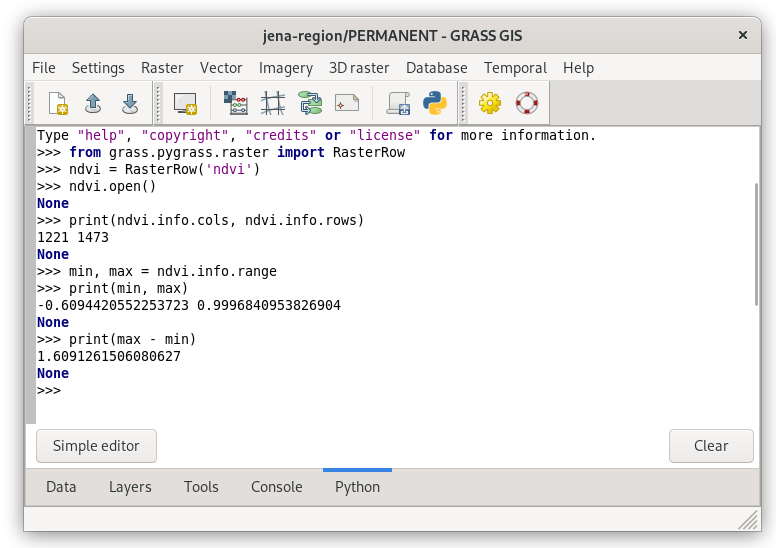 jena-region/PERMANENT - GRASS GIS
File Settings Raster Vector Imagery 3D raster Database Temporal Help
Type "help", "copyright", "credits" or "license" for more information.
>>> from grass.pygrass.raster import RasterRow
>>> ndvi = RasterRow('ndvi')
>>> ndvi.open()
None
>>> print(ndvi.info.cols, ndvi.info.rows)
1221 1473
None
>>> min, max = ndvi.info.range
>>> print(min, max)
-0.6094420552253723 0.9996840953826904
None
>>> print(max - min)
1.6091261506080627
None
>>>
Simple editor Clear
Data Layers Tools Console Python